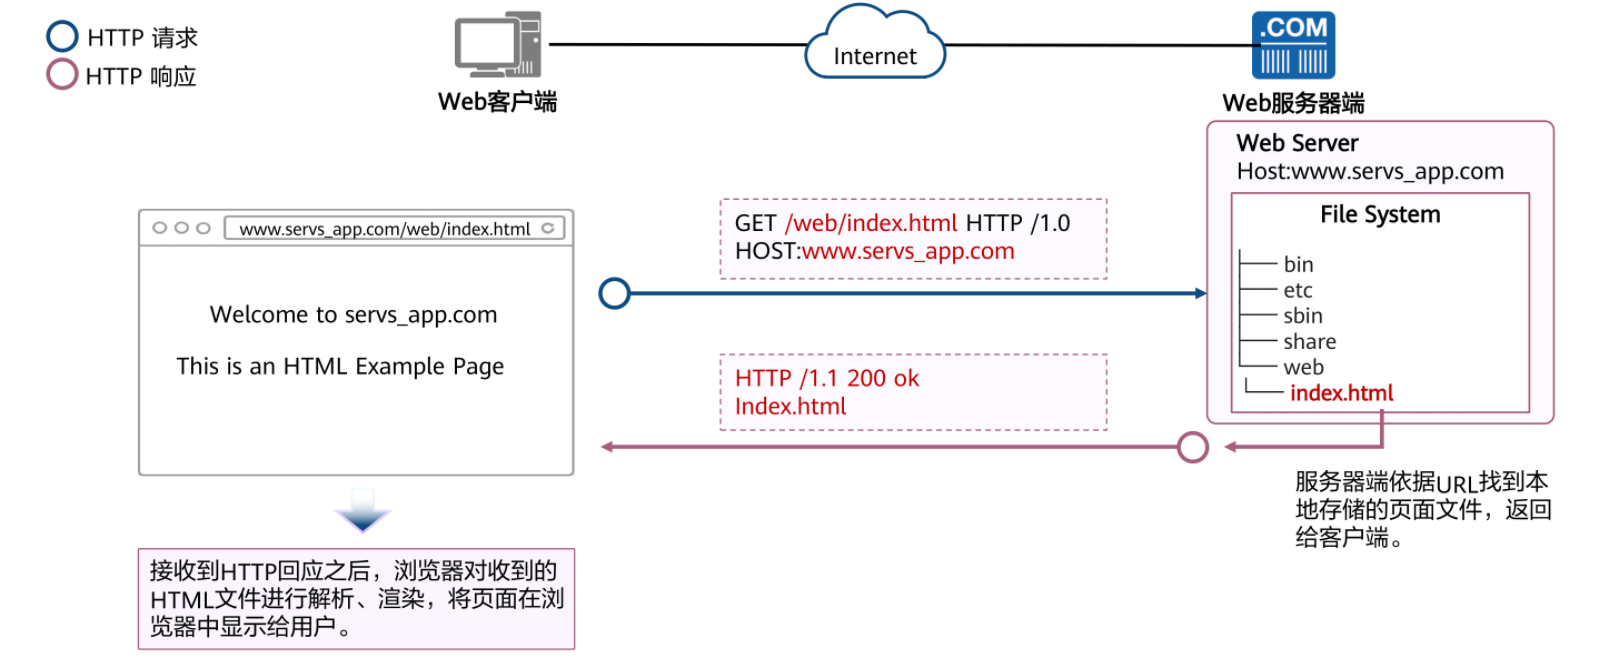 HTTP 请求
HTTP 响应
Web客户端
Internet
.COM
Web服务器端
Web Server
Host:www.servs_app.com
File System
bin
etc
sbin
share
web
index.html
www.servs_app.com/web/index.html
Welcome to servs_app.com
This is an HTML Example Page
GET /web/index.html HTTP /1.0
HOST:www.servs_app.com
HTTP /1.1 200 ok
Index.html
服务器端依据URL找到本
地存储的页面文件，返回
给客户端。
接收到HTTP回应之后，浏览器对收到的
HTML文件进行解析、渲染，将页面在浏
览器中显示给用户。